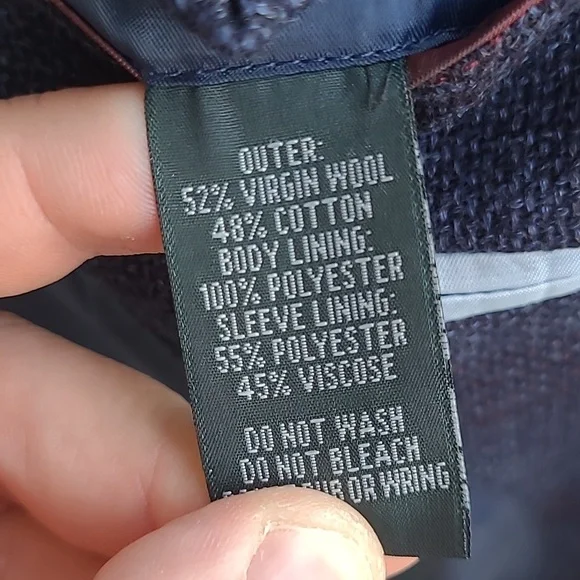 OUTER:
52% VIRGIN WOOL
48% COTTON
BODY LINING:
100% POLYESTER
SLEEVE LINING:
55% POLYESTER
45% VISCOSE
DO NOT WASH
DO NOT BLEACH
OR WRING